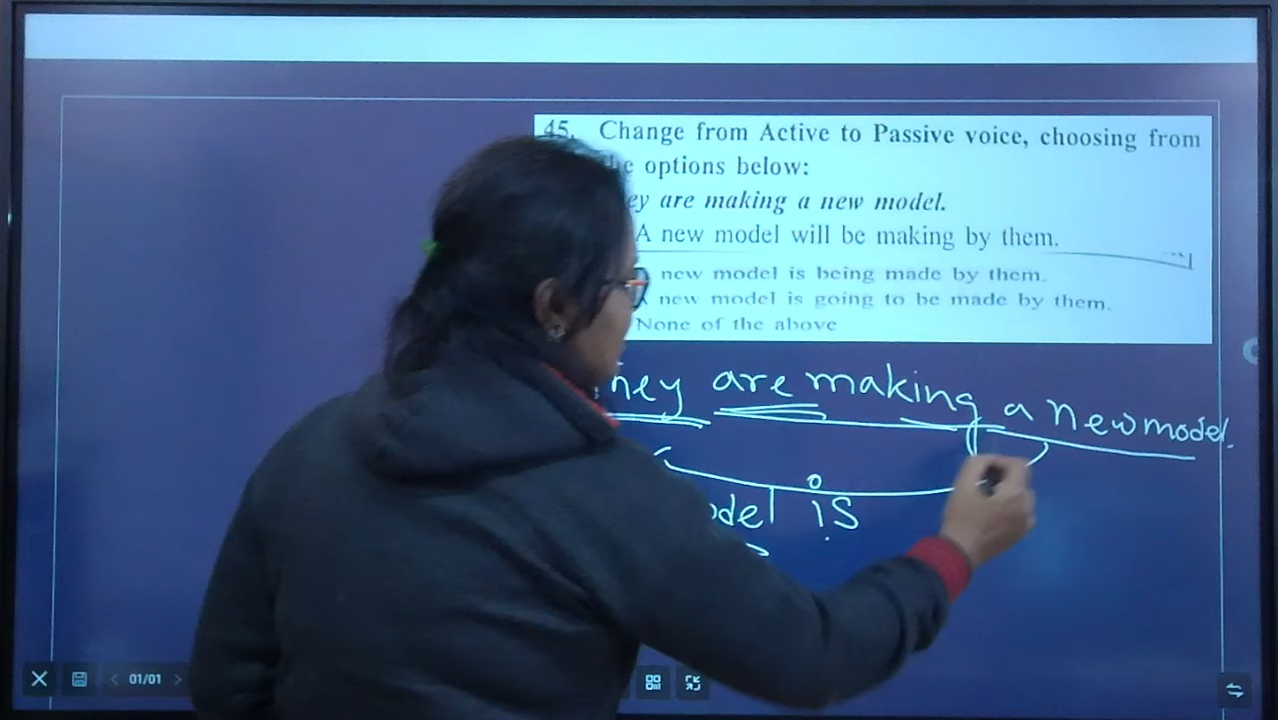 45. Change from Active to Passive voice, choosing from
options below:
are making a new model.
A new model will be making by them.
new model is being made by them.
new model is going to be made by them.
None of the above
are making a new model.
is
01/01